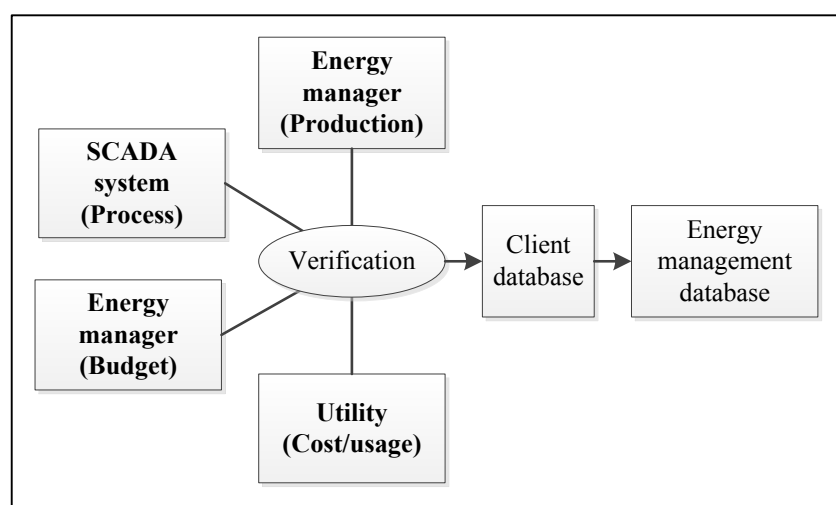 Energy
manager
(Production)
SCADA
system
(Process)
Verification
Client
database
Energy
management
database
Energy
manager
(Budget)
Utility
(Cost/usage)